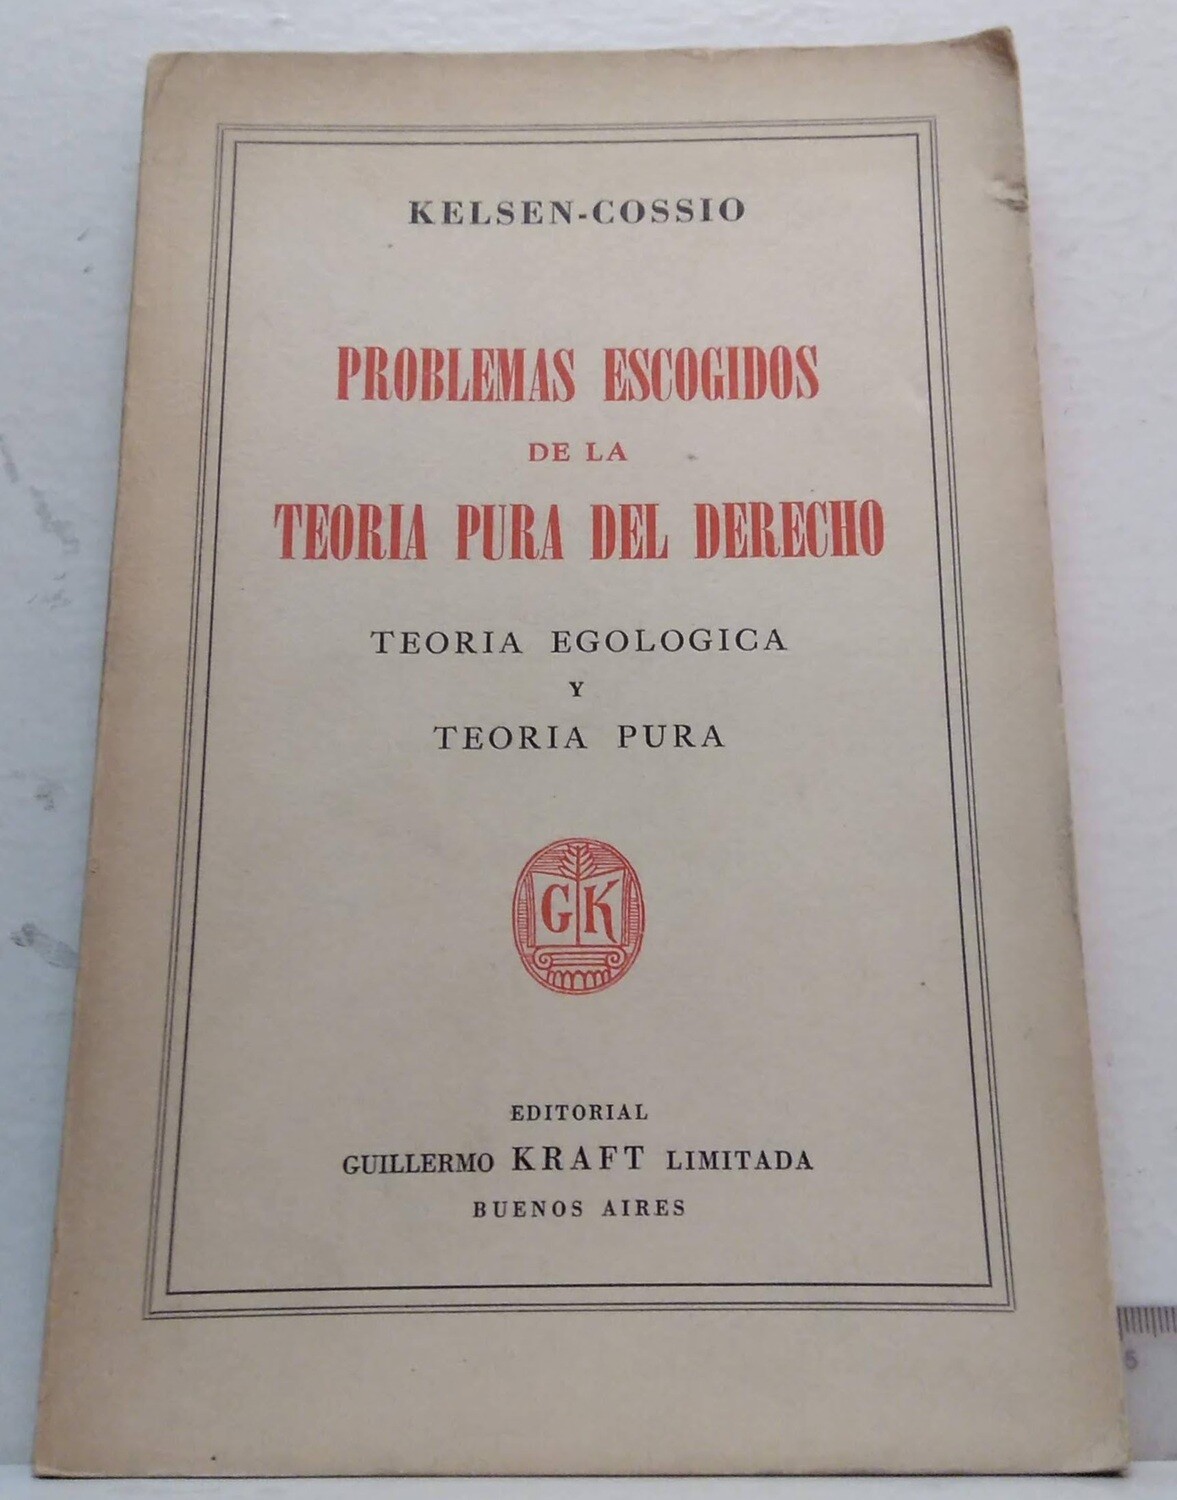 KELSEN-COSSIO
PROBLEMAS ESCOGIDOS
DE LA
TEORIA PURA DEL DERECHO
TEORIA EGOLOGICA
Y
TEORIA PURA
G K
EDITORIAL
GUILLERMO KRAFT LIMITADA
BUENOS AIRES
5